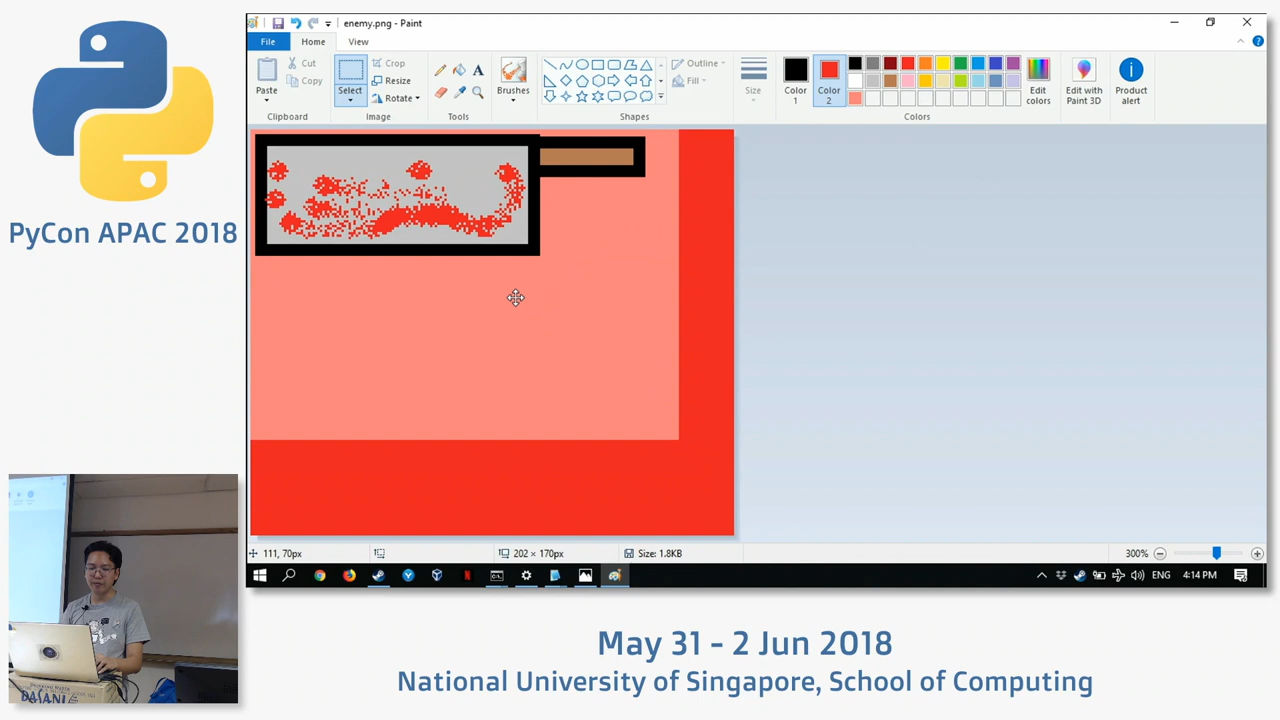 PyCon APAC 2018
enemy.png - Paint
File
Home
View
Paste
Cut
Copy
Clipboard
Select
Crop
Resize
Rotate
Image
A
Tools
Brushes
Outline
Fill
Shapes
Size
Color 1
Color 2
Edit colors
Edit with Paint 3D
Product alert
Colors
111, 70px
202 × 170px
Size: 1.8KB
300%
ENG
4:14 PM
May 31 - 2 Jun 2018
National University of Singapore, School of Computing